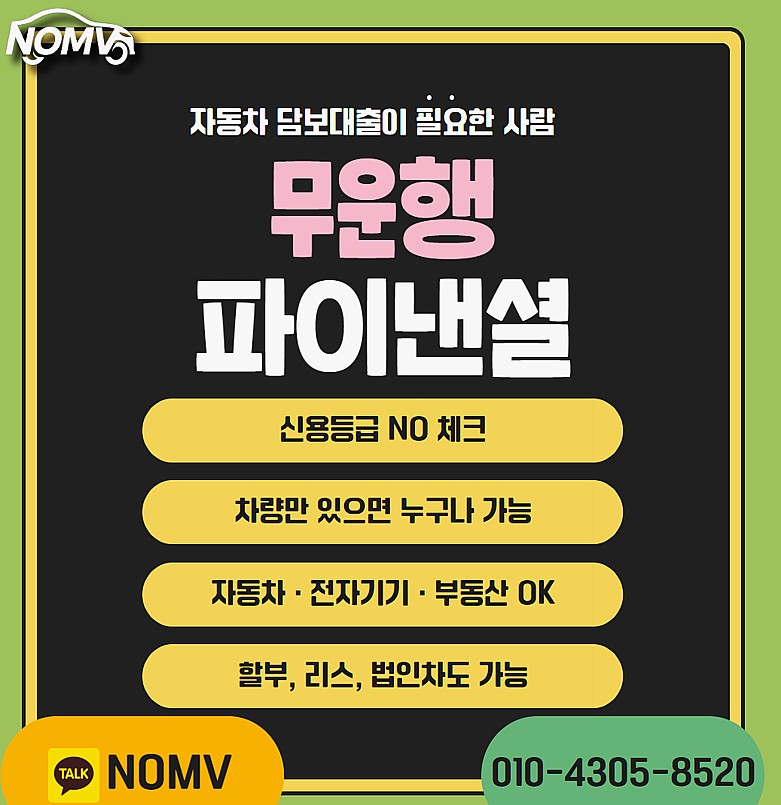 NOMV
자동차 담보대출이 필요한 사람
무운행
파이낸셜
신용등급 NO 체크
차량만 있으면 누구나 가능
자동차 · 전자기기 · 부동산 OK
할부, 리스, 법인차도 가능
TALK NOMV
010-4305-8520